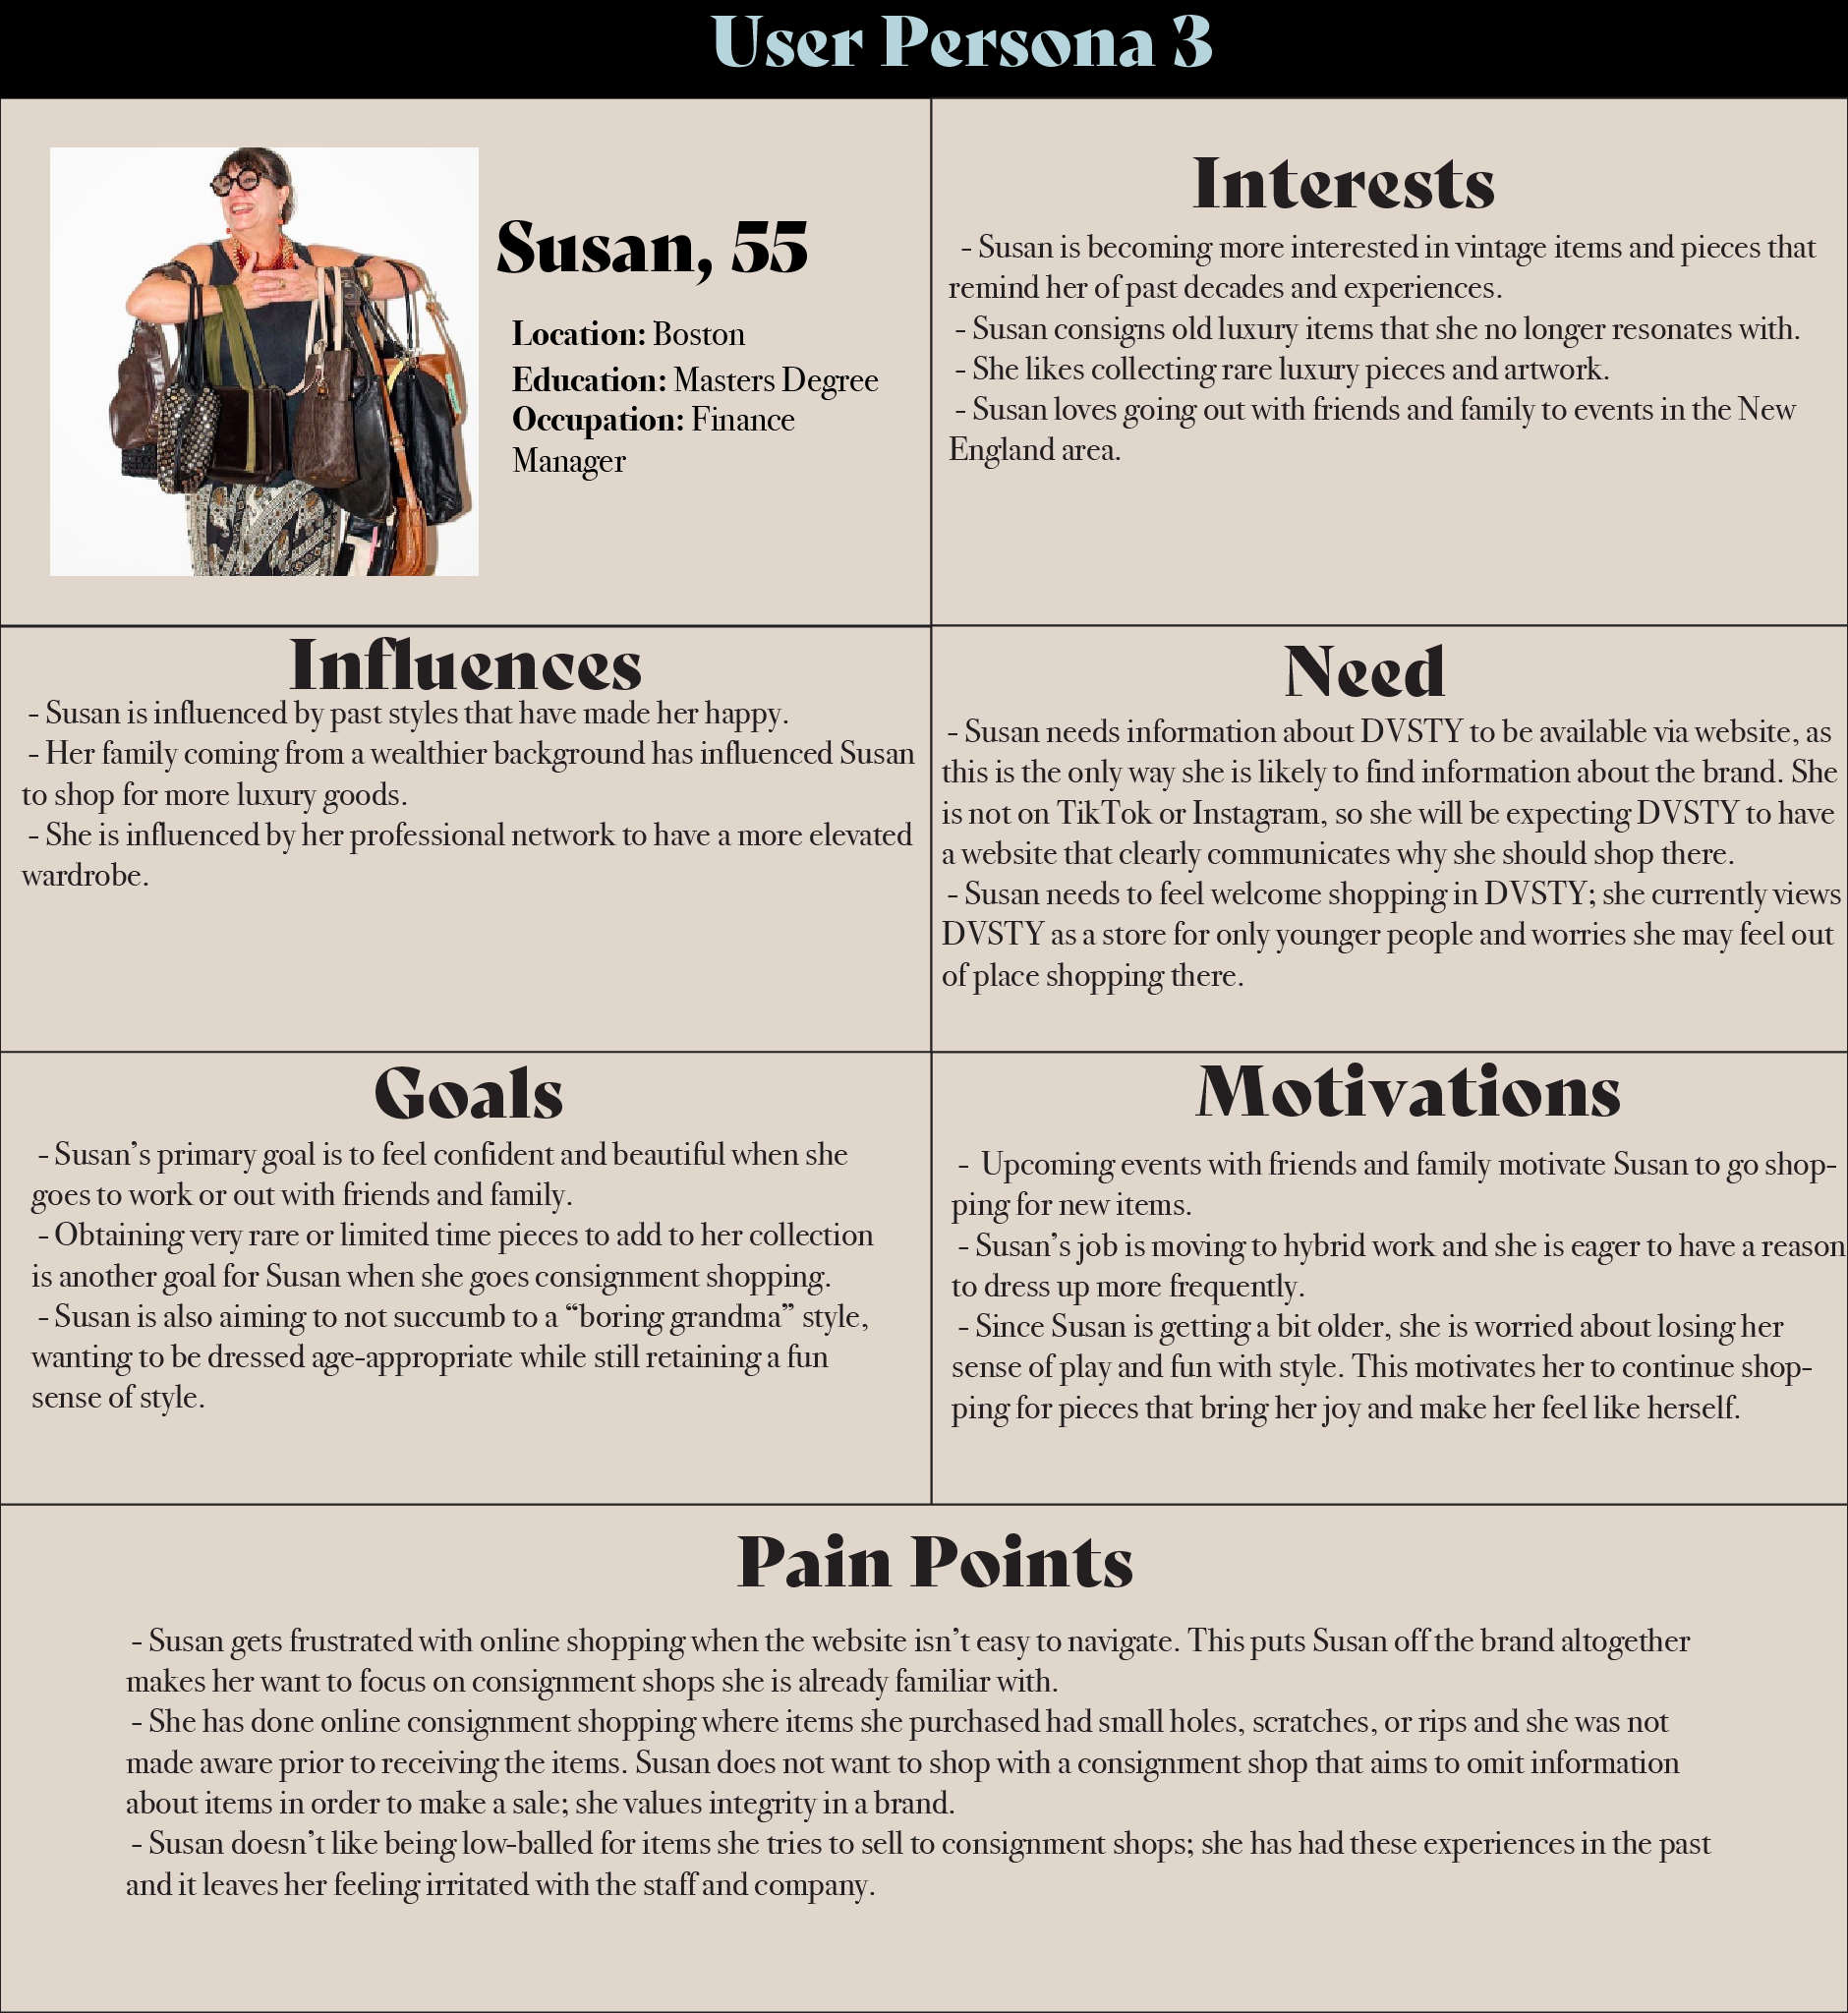 User Persona 3
Susan, 55
Location: Boston
Education: Masters Degree
Occupation: Finance
Manager
Interests
- Susan is becoming more interested in vintage items and pieces that
remind her of past decades and experiences.
- Susan consigns old luxury items that she no longer resonates with.
- She likes collecting rare luxury pieces and artwork.
- Susan loves going out with friends and family to events in the New
England area.
Influences
- Susan is influenced by past styles that have made her happy.
- Her family coming from a wealthier background has influenced Susan
to shop for more luxury goods.
- She is influenced by her professional network to have a more elevated
wardrobe.
Need
- Susan needs information about DVSTY to be available via website, as
this is the only way she is likely to find information about the brand. She
is not on TikTok or Instagram, so she will be expecting DVSTY to have
a website that clearly communicates why she should shop there.
- Susan needs to feel welcome shopping in DVSTY; she currently views
DVSTY as a store for only younger people and worries she may feel out
of place shopping there.
Goals
- Susan’s primary goal is to feel confident and beautiful when she
goes to work or out with friends and family.
- Obtaining very rare or limited time pieces to add to her collection
is another goal for Susan when she goes consignment shopping.
- Susan is also aiming to not succumb to a “boring grandma” style,
wanting to be dressed age-appropriate while still retaining a fun
sense of style.
Motivations
- Upcoming events with friends and family motivate Susan to go shop-
ping for new items.
- Susan’s job is moving to hybrid work and she is eager to have a reason
to dress up more frequently.
- Since Susan is getting a bit older, she is worried about losing her
sense of play and fun with style. This motivates her to continue shop-
ping for pieces that bring her joy and make her feel like herself.
Pain Points
- Susan gets frustrated with online shopping when the website isn’t easy to navigate. This puts Susan off the brand altogether
makes her want to focus on consignment shops she is already familiar with.
- She has done online consignment shopping where items she purchased had small holes, scratches, or rips and she was not
made aware prior to receiving the items. Susan does not want to shop with a consignment shop that aims to omit information
about items in order to make a sale; she values integrity in a brand.
- Susan doesn’t like being low-balled for items she tries to sell to consignment shops; she has had these experiences in the past
and it leaves her feeling irritated with the staff and company.